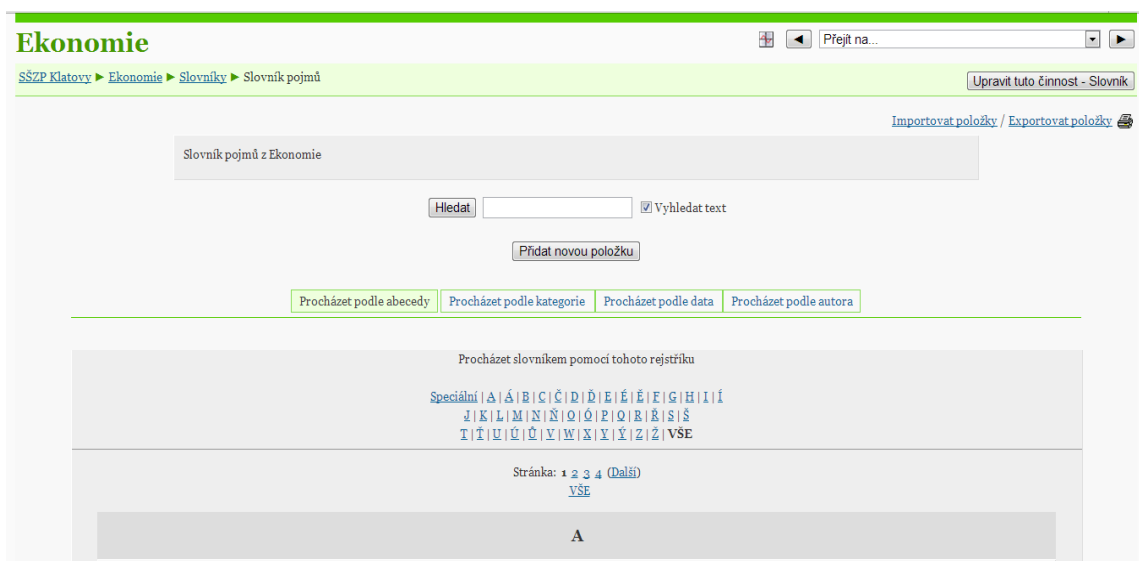 Ekonomie
Přejít na...
SŠZP Klatovy ► Ekonomie ► Slovníky ► Slovník pojmů
Upravit tuto činnost - Slovník
Importovat položky / Exportovat položky
Slovník pojmů z Ekonomie
Hledat
Vyhledat text
Přidat novou položku
Procházet podle abecedy Procházet podle kategorie Procházet podle data Procházet podle autora
Procházet slovníkem pomocí tohoto rejstříku
Speciální | A | Á | B | C | Č | D | Ď | E | É | Ě | F | G | H | I | Í
J | K | L | M | N | Ň | O | Ó | P | Q | R | Ř | S | Š
T | Ť | U | Ú | Ů | V | W | X | Y | Ý | Z | Ž | VŠE
Stránka: 1 2 3 4 (Další)
VŠE
A